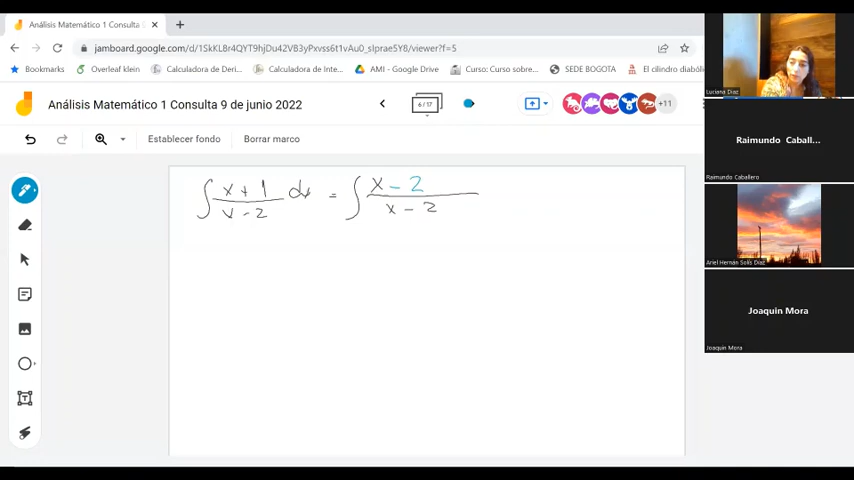 Análisis Matemático 1 Consulta
jamboard.google.com/d/1SkKL8r4QYT9hjDu42VB3yPxvss6t1vAu0_slprae5Y8/viewer?f=5
Bookmarks Overleaf klein Calculadora de Deri... Calculadora de Inte... AMI - Google Drive Curso: Curso sobre... SEDE BOGOTA El cilindro diaból
Análisis Matemático 1 Consulta 9 de junio 2022 6 / 17 +11
Establecer fondo Borrar marco
∫ (x + 1)/(x - 2) dx = ∫ (x - 2)/(x - 2)
Luciana Diaz
Raimundo Caball...
Raimundo Caballero
Ariel Hernán Solís Díaz
Joaquin Mora
Joaquin Mora